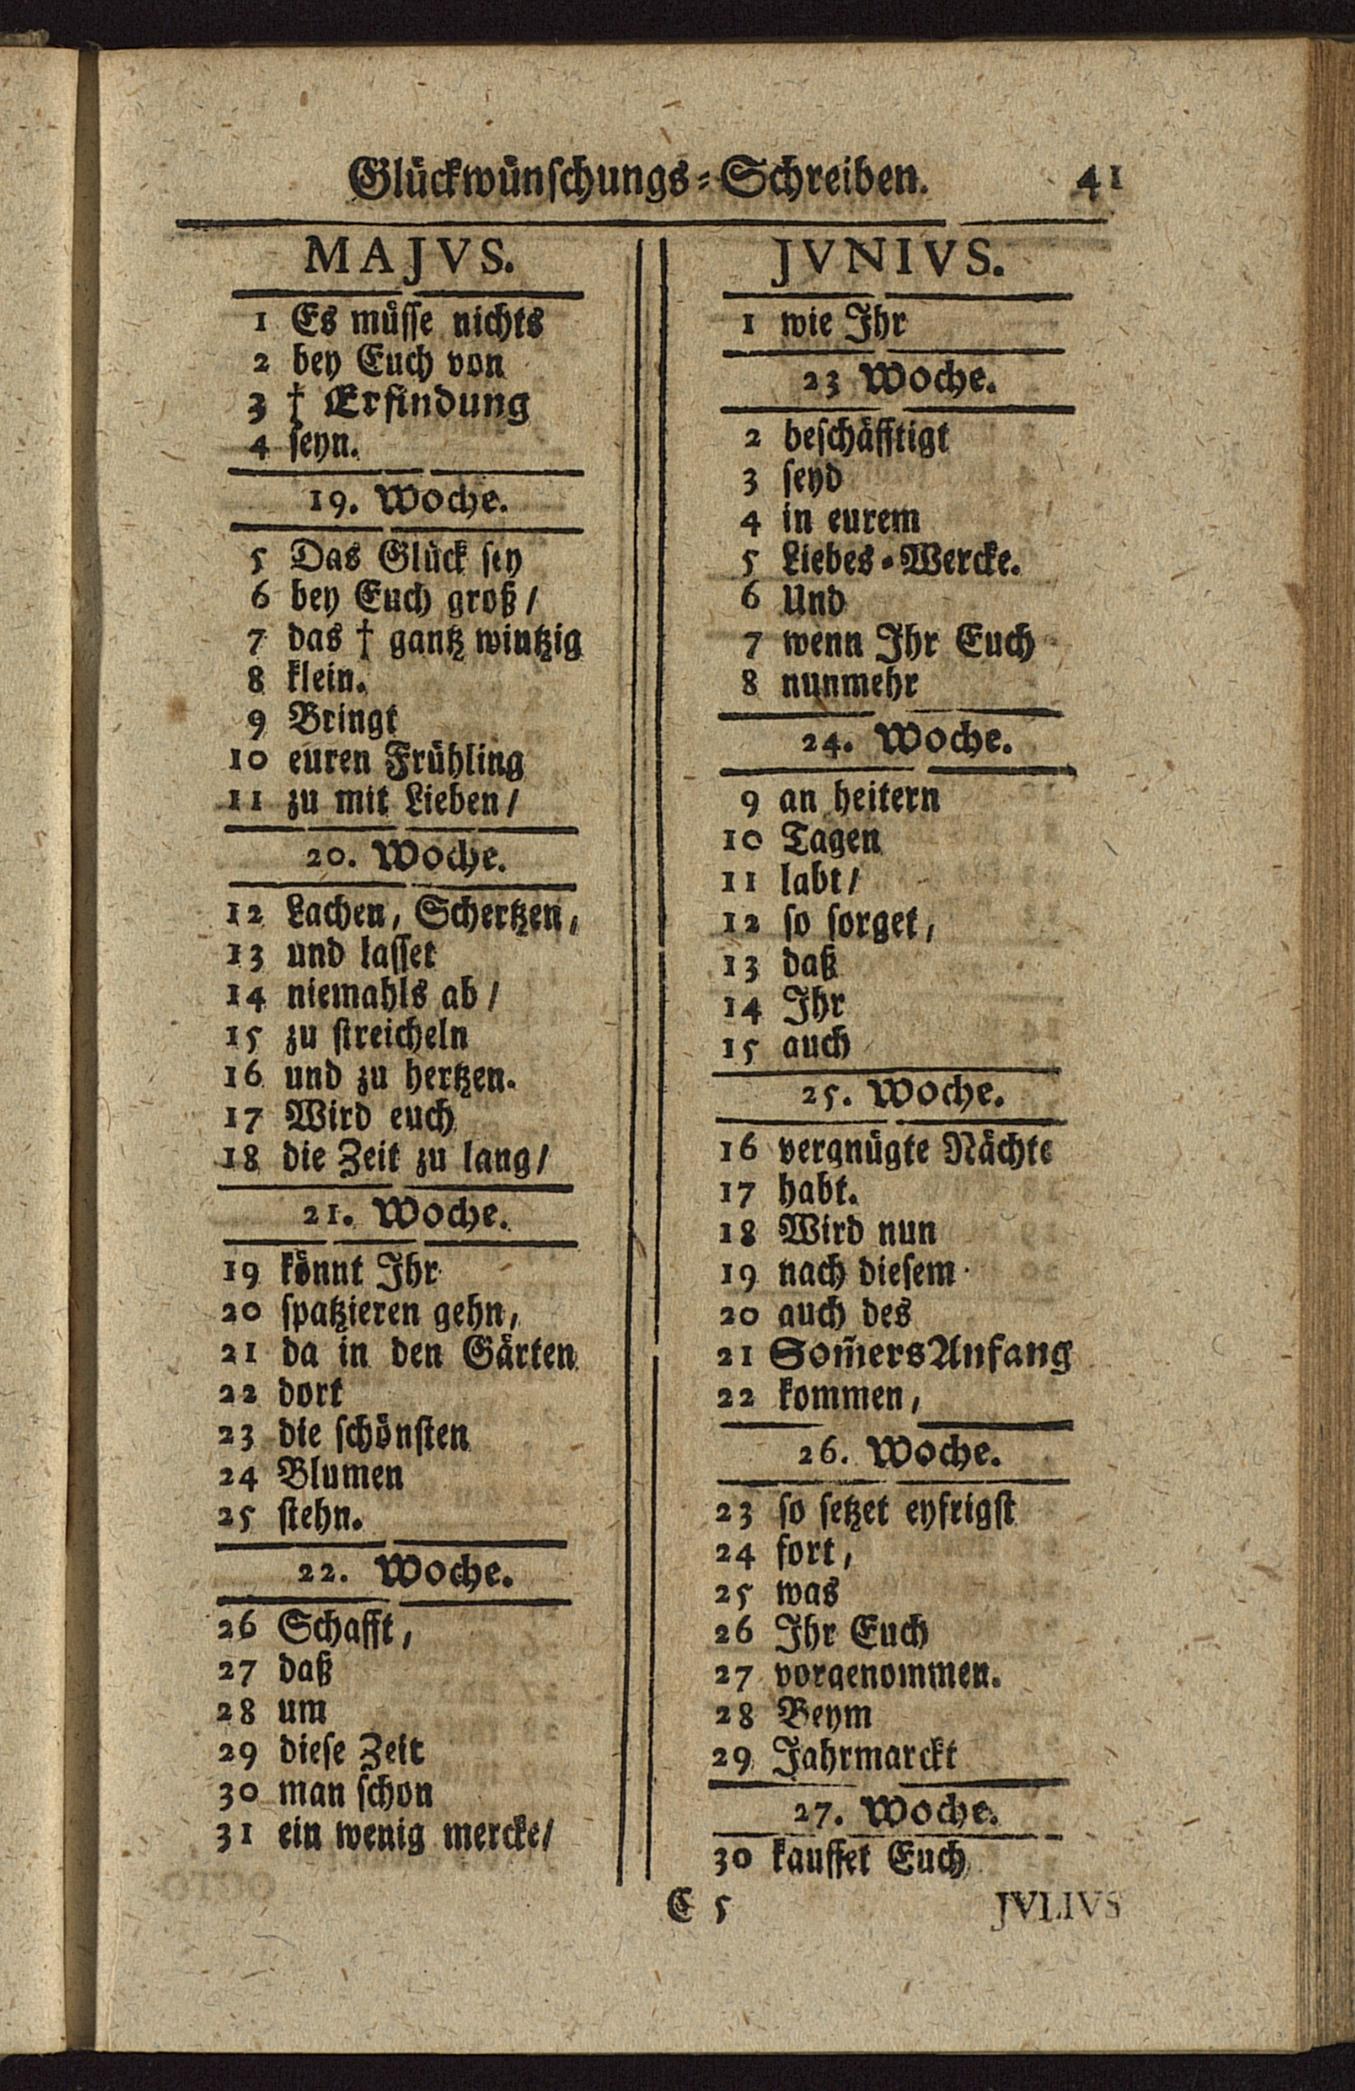 Glückwünschungs-Schreiben. 41
MAJVS.
1 Es müsse nichts
2 bey Euch von
3 † Erfindung
4 seyn.
19. Woche.
5 Das Glück sey
6 bey Euch groß /
7 das † gantz wintzig
8 klein.
9 Bringt
10 euren Frühling
11 zu mit Lieben /
20. Woche.
12 Lachen, Schertzen,
13 und lasset
14 niemahls ab /
15 zu streicheln
16 und zu hertzen.
17 Wird euch
18 die Zeit zu lang /
21. Woche.
19 könnt Ihr
20 spatzieren gehn,
21 da in den Gärten
22 dort
23 die schönsten
24 Blumen
25 stehn.
22. Woche.
26 Schafft,
27 daß
28 um
29 diese Zeit
30 man schon
31 ein wenig mercke /
JVNIVS.
1 wie Ihr
23 Woche.
2 beschäfftigt
3 seyd
4 in eurem
5 Liebes-Wercke.
6 Und
7 wenn Ihr Euch
8 nunmehr
24. Woche.
9 an heitern
10 Tagen
11 labt /
12 so sorget,
13 daß
14 Ihr
15 auch
25. Woche.
16 vergnügte Nächte
17 habt.
18 Wird nun
19 nach diesem
20 auch des
21 Som̃ers Anfang
22 kommen,
26. Woche.
23 so setzet eyfrigst
24 fort,
25 was
26 Ihr Euch
27 vorgenommen.
28 Beym
29 Jahrmarckt
27. Woche.
30 kauffet Euch
C 5 JVLIVS